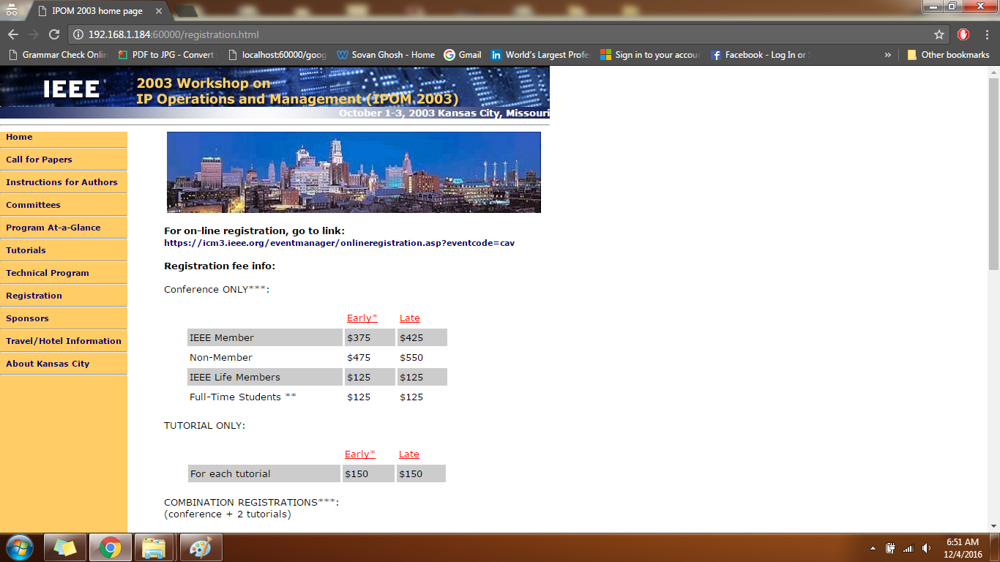 IPOM 2003 home page
192.168.1.184:60000/registration.html
Grammar Check Onlin
PDF to JPG - Convert
localhost:60000/goog
Sovan Ghosh - Home
Gmail
World's Largest Profe
Sign in to your accou
Facebook - Log In or
»
Other bookmarks
IEEE
2003 Workshop on
IP Operations and Management (IPOM 2003)
October 1-3, 2003 Kansas City, Missouri
Home
Call for Papers
Instructions for Authors
Committees
Program At-a-Glance
Tutorials
Technical Program
Registration
Sponsors
Travel/Hotel Information
About Kansas City
For on-line registration, go to link:
https://icm3.ieee.org/eventmanager/onlineregistration.asp?eventcode=cav
Registration fee info:
Conference ONLY***:
Early* Late
IEEE Member $375 $425
Non-Member $475 $550
IEEE Life Members $125 $125
Full-Time Students ** $125 $125
TUTORIAL ONLY:
Early* Late
For each tutorial $150 $150
COMBINATION REGISTRATIONS***:
(conference + 2 tutorials)
6:51 AM
12/4/2016